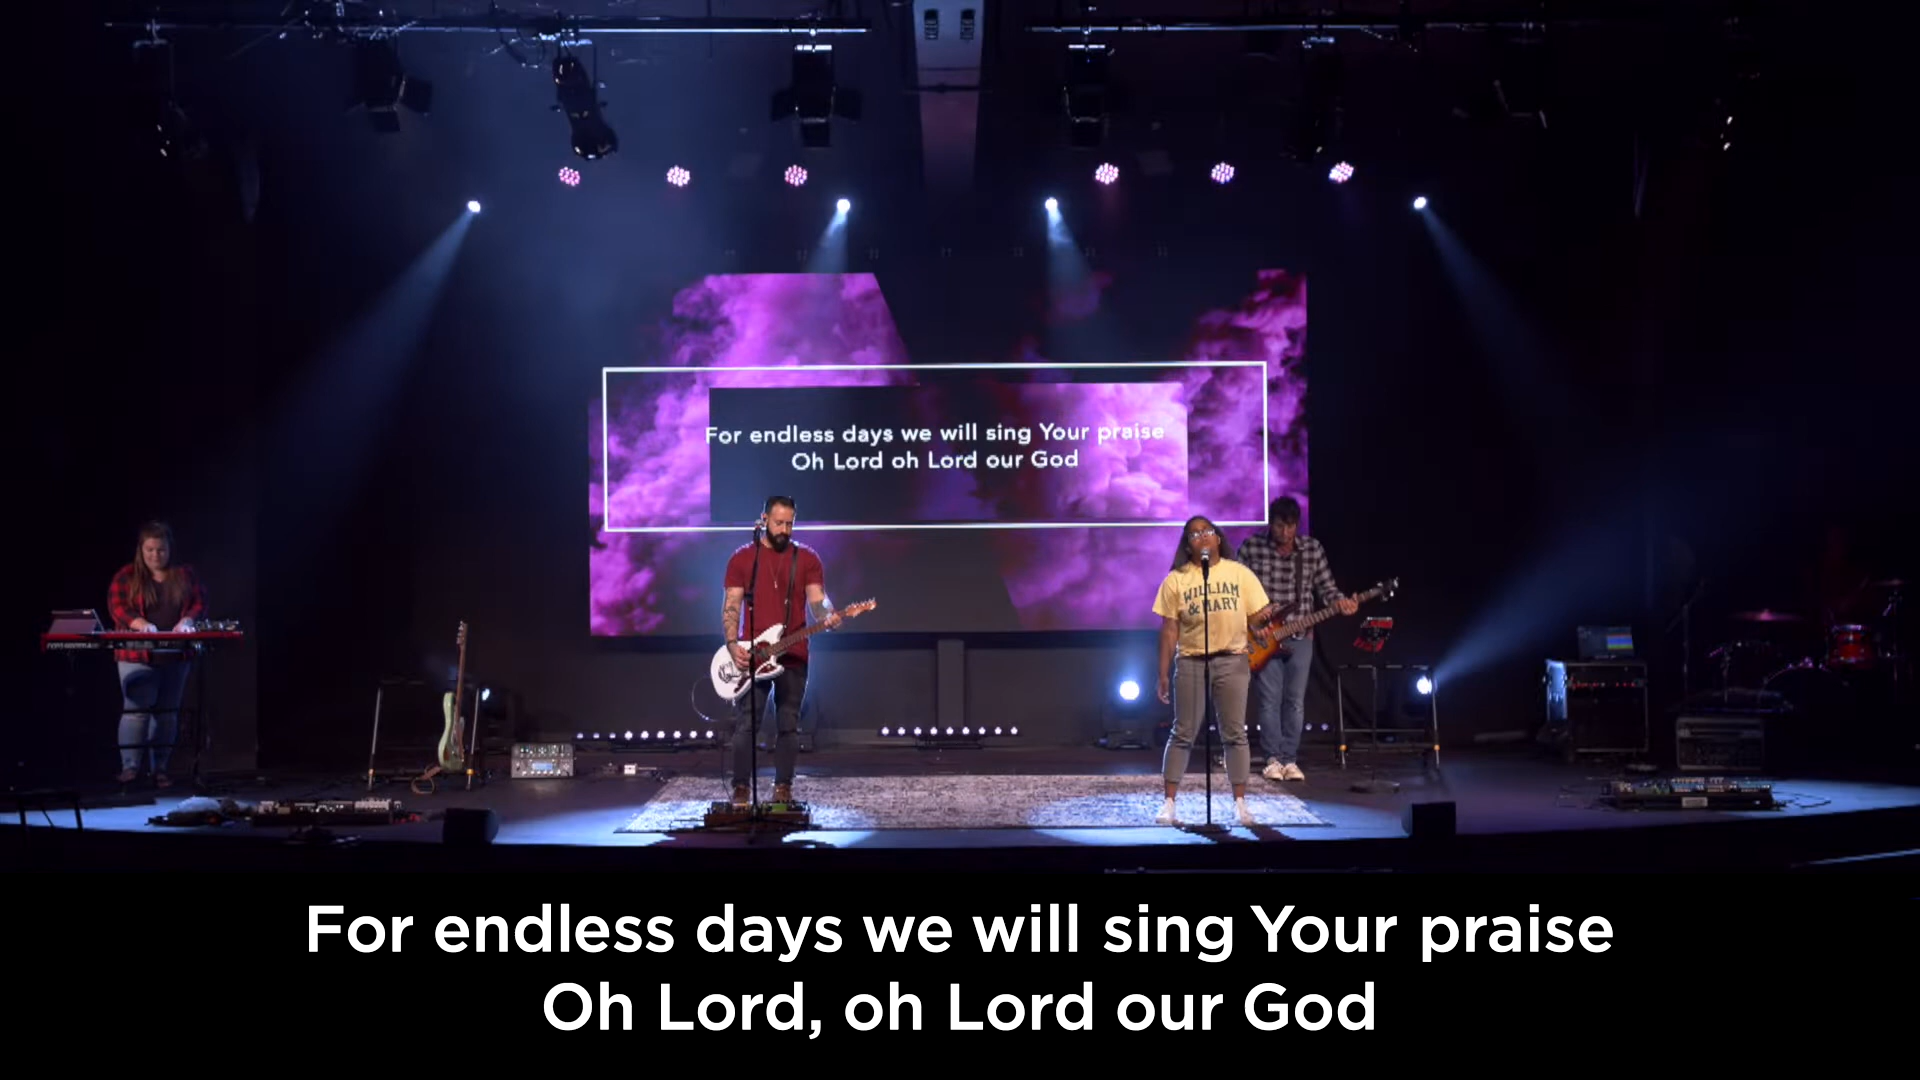 For endless days we will sing Your praise
Oh Lord oh Lord our God
WILLIAM
& MARY
For endless days we will sing Your praise
Oh Lord, oh Lord our God